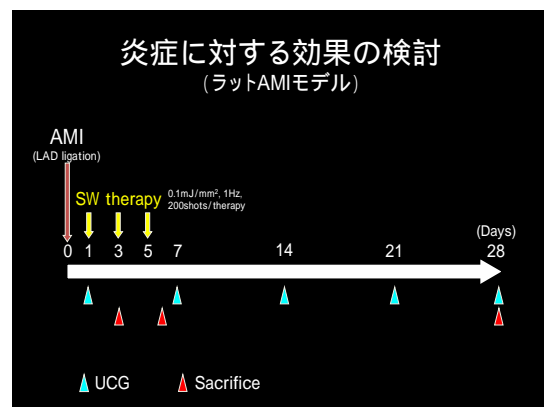 炎症に対する効果の検討
(ラットAMIモデル)
AMI
(LAD ligation)
SW therapy
0.1mJ/mm², 1Hz,
200shots/therapy
(Days)
0 1 3 5 7 14 21 28
UCG Sacrifice